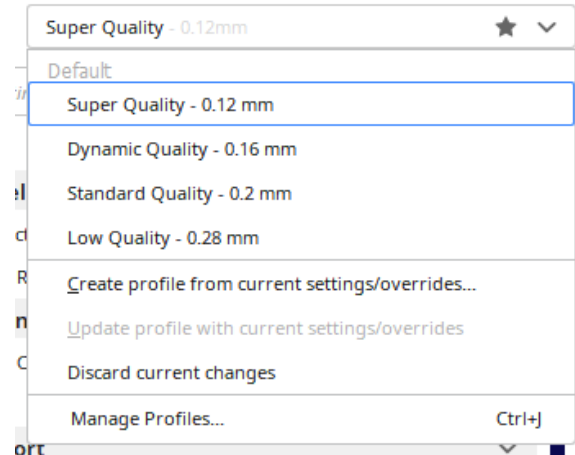 Super Quality - 0.12mm
Default
Super Quality - 0.12 mm
Dynamic Quality - 0.16 mm
Standard Quality - 0.2 mm
Low Quality - 0.28 mm
Create profile from current settings/overrides...
Update profile with current settings/overrides
Discard current changes
Manage Profiles... Ctrl+J